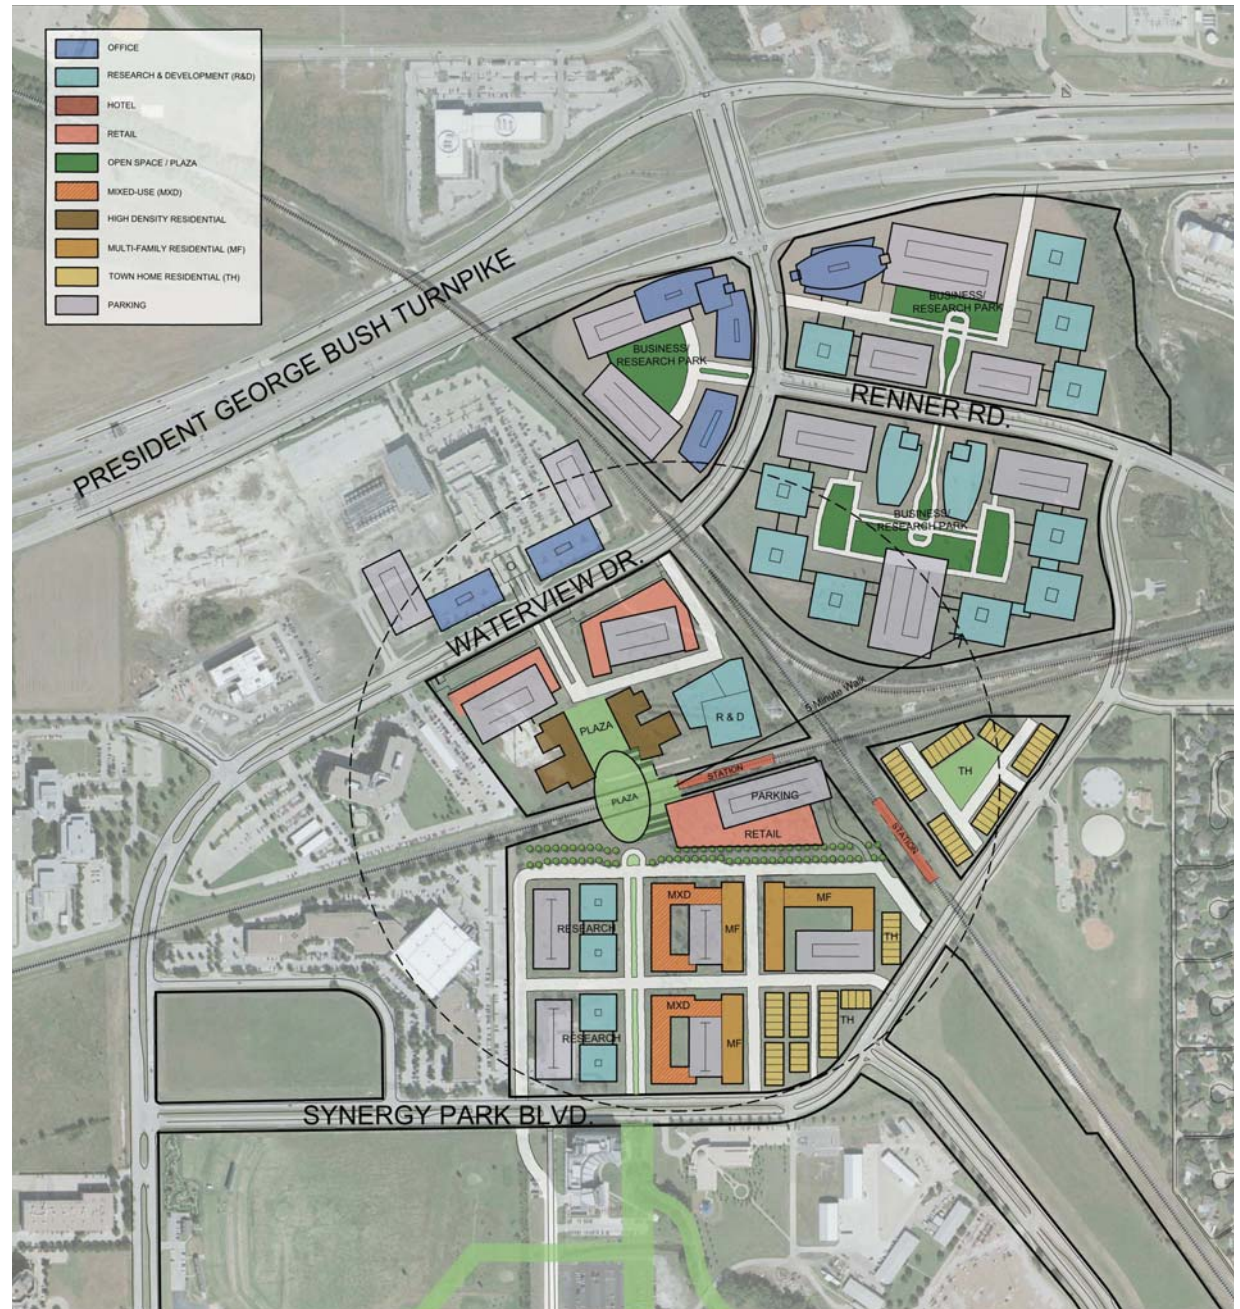 OFFICE
RESEARCH & DEVELOPMENT (R&D)
HOTEL
RETAIL
OPEN SPACE / PLAZA
MIXED-USE (MXD)
HIGH DENSITY RESIDENTIAL
MULTI-FAMILY RESIDENTIAL (MF)
TOWN HOME RESIDENTIAL (TH)
PARKING
PRESIDENT GEORGE BUSH TURNPIKE
BUSINESS/
RESEARCH PARK
BUSINESS/
RESEARCH PARK
RENNER RD.
BUSINESS/
RESEARCH PARK
WATERVIEW DR.
5 Minute Walk
R & D
PLAZA
STATION
PLAZA
PARKING
RETAIL
TH
STATION
RESEARCH
MXD
MF
MF
TH
RESEARCH
MXD
MF
TH
SYNERGY PARK BLVD.